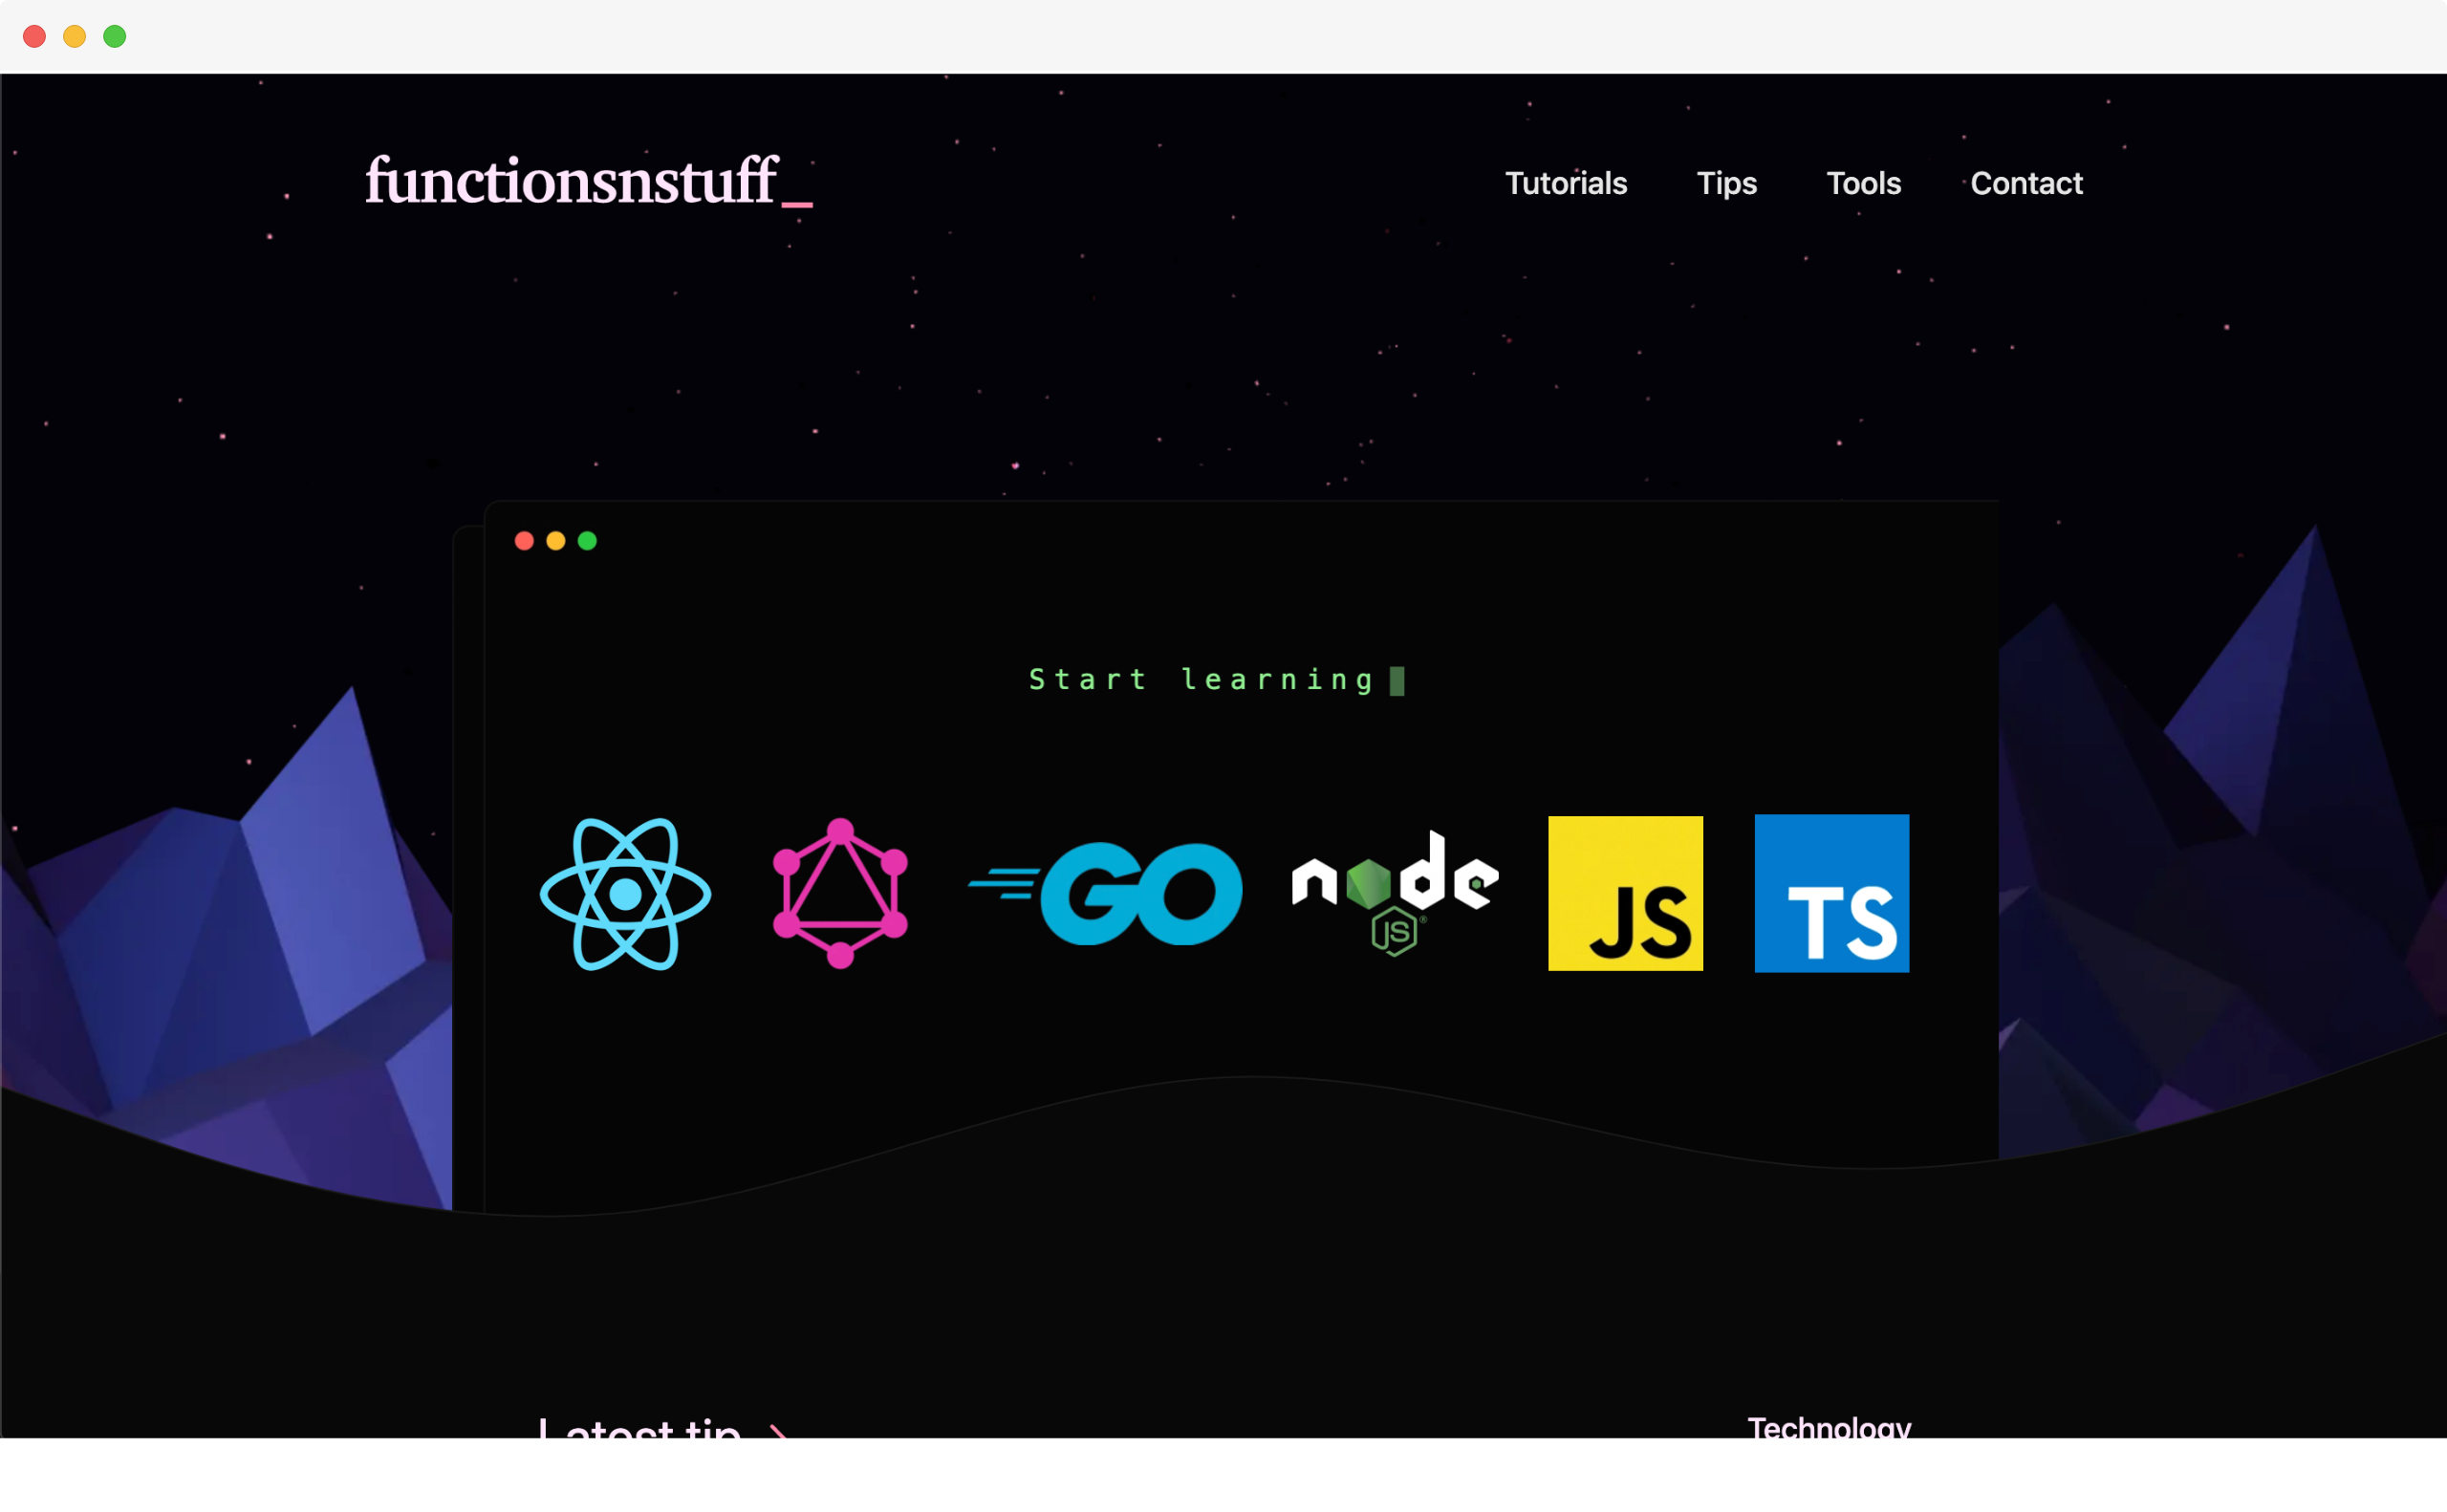 functionsnstuff_
Tutorials Tips Tools Contact
Start learning
GO
node
JS
JS
TS
Latest tip
Technology